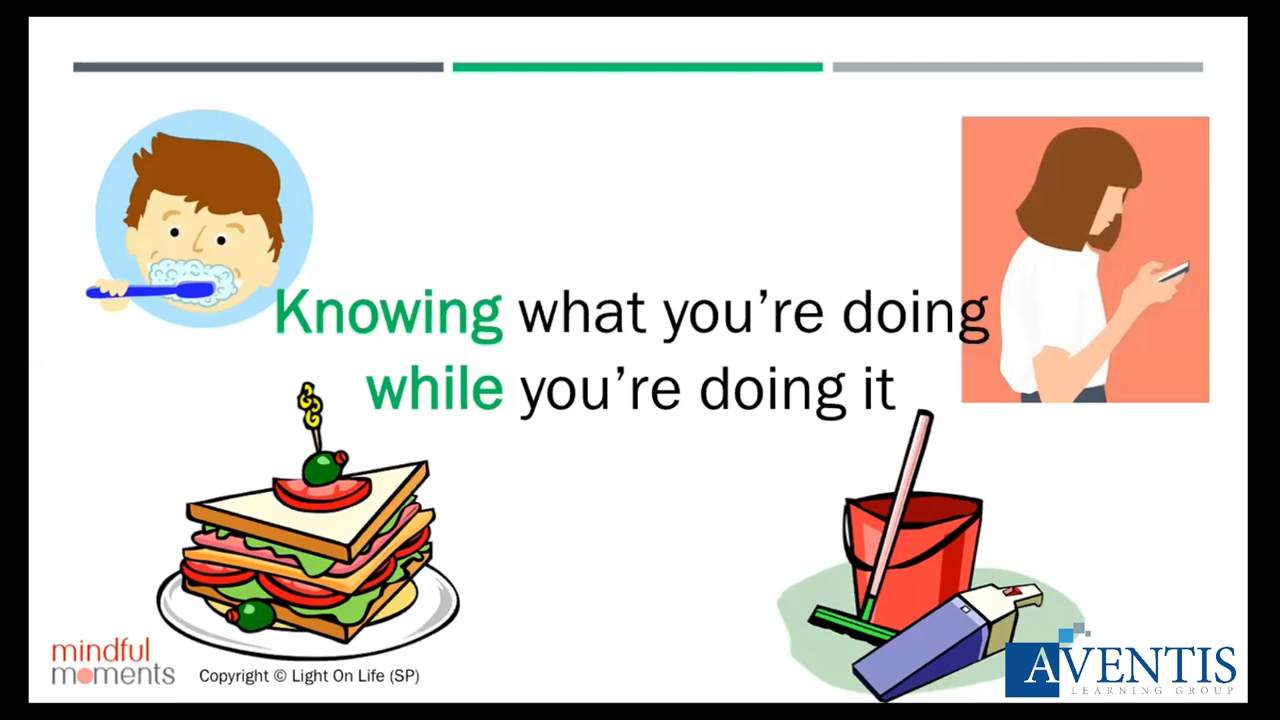 Knowing what you're doing
while you're doing it
mindful
moments
Copyright © Light On Life (SP)
AVENTIS
LEARNING GROUP